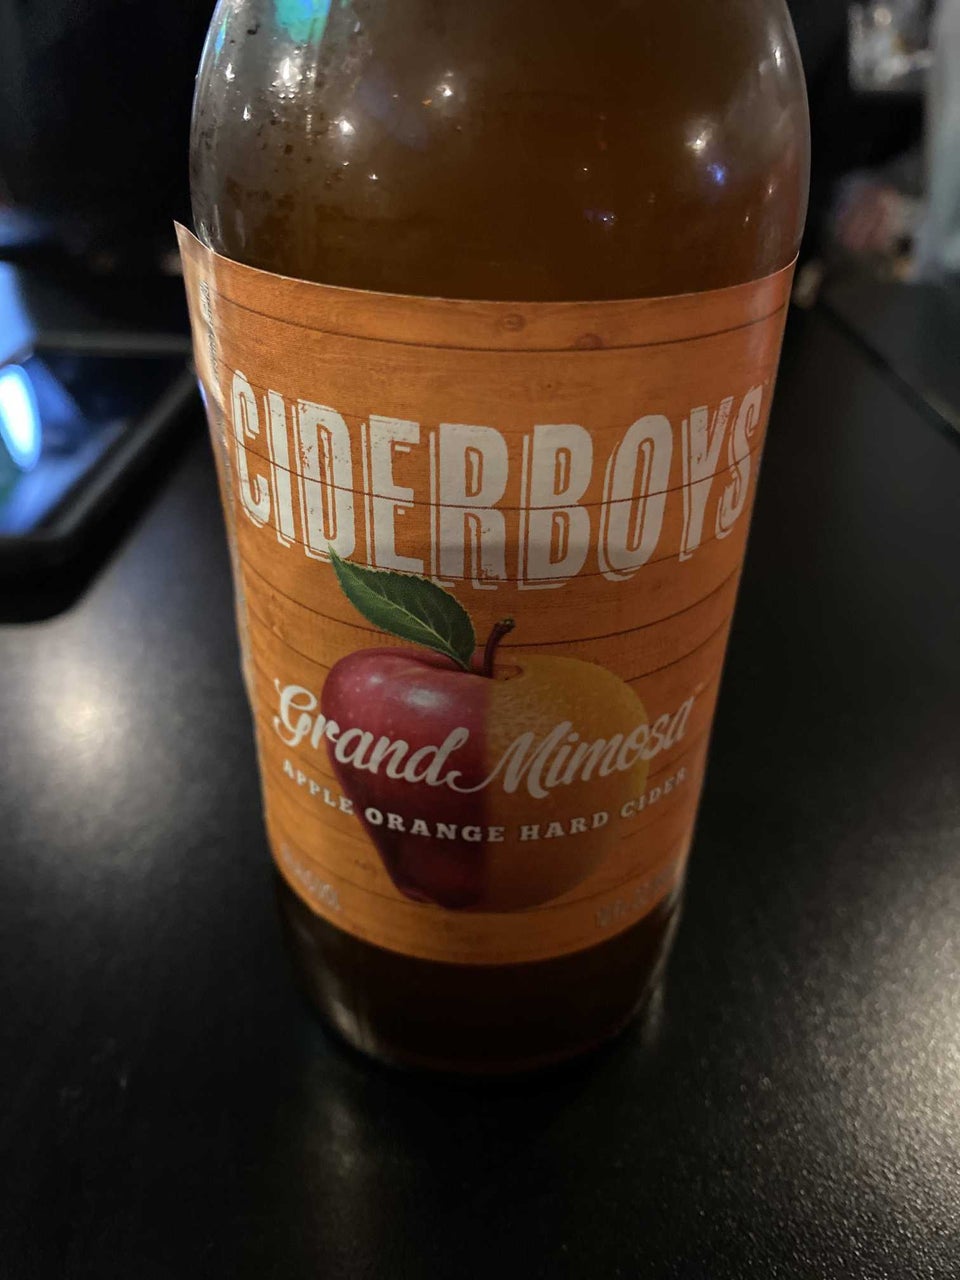 CIDERBOYS
Grand Mimosa
APPLE ORANGE HARD CIDER